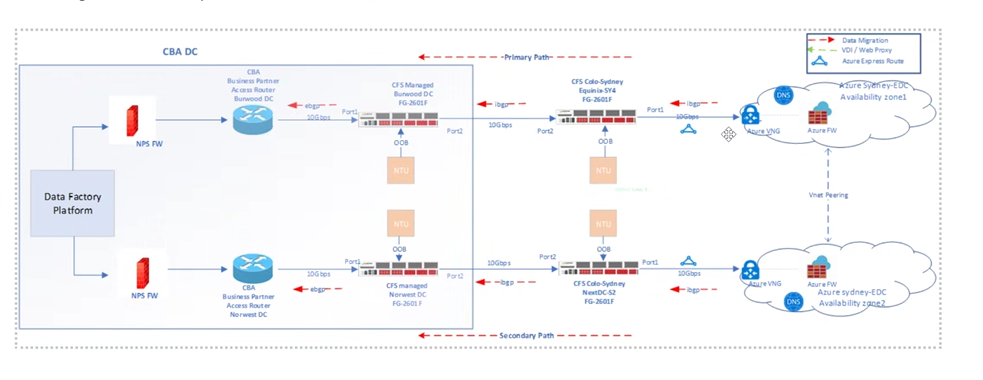 CBA DC
Primary Path
Data Migration
VDI / Web Proxy
Azure Express Route
CBA
Business Partner
Access Router
Burwood DC
CFS Managed
Burwood DC
FG-2601F
CFS Colo-Sydney
Equinix-SY4
FG-2601F
Azure Sydney-EDC
Availability zone1
DNS
ebgp
10Gbps
Port1
ibgp
10Gbps
Port2
Port2
Port1
ibgp
10Gbps
Azure VNG
Azure FW
NPS FW
OOB
OOB
NTU
NTU
Data Factory
Platform
Vnet Peering
NTU
NTU
OOB
OOB
NPS FW
10Gbps
Port1
ebgp
CBA
Business Partner
Access Router
Norwest DC
CFS managed
Norwest DC
FG-2601F
Port2
10Gbps
ibgp
Port2
CFS Colo-Sydney
NextDC-S2
FG-2601F
Port1
10Gbps
ibgp
Azure VNG
Azure FW
DNS
Azure sydney-EDC
Availability zone2
Secondary Path